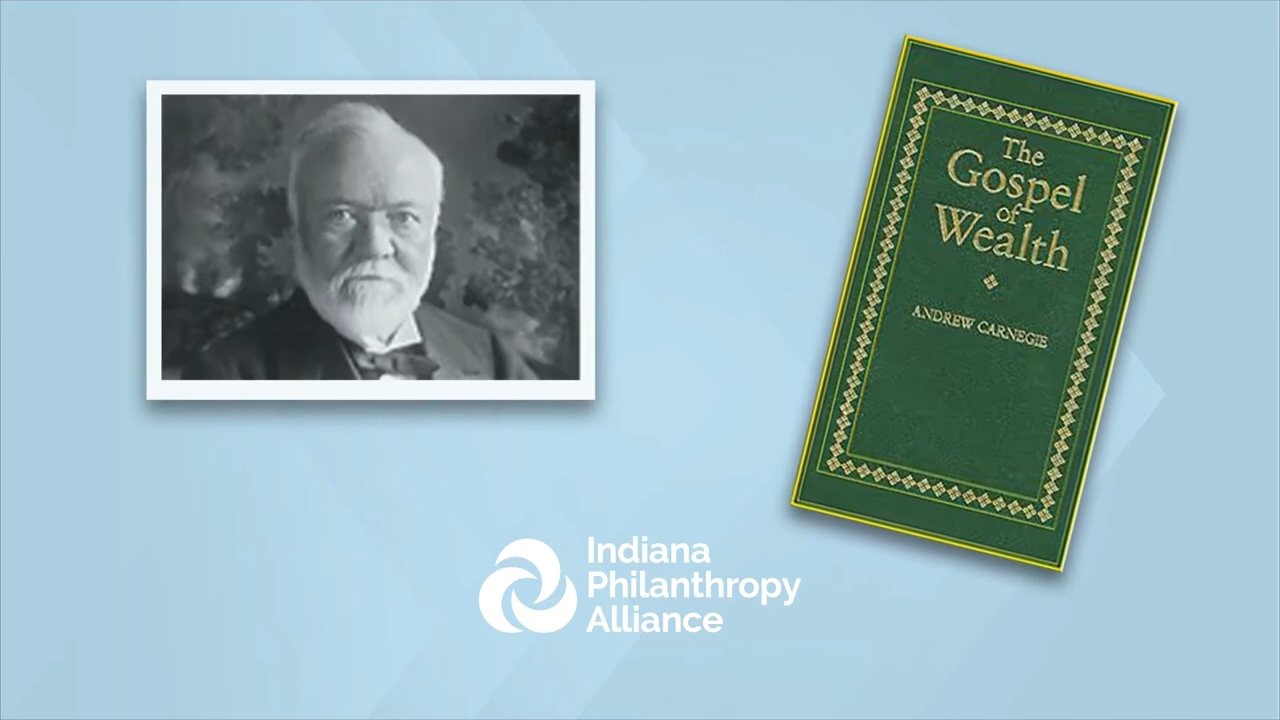 The
Gospel
of
Wealth
ANDREW CARNEGIE
Indiana
Philanthropy
Alliance